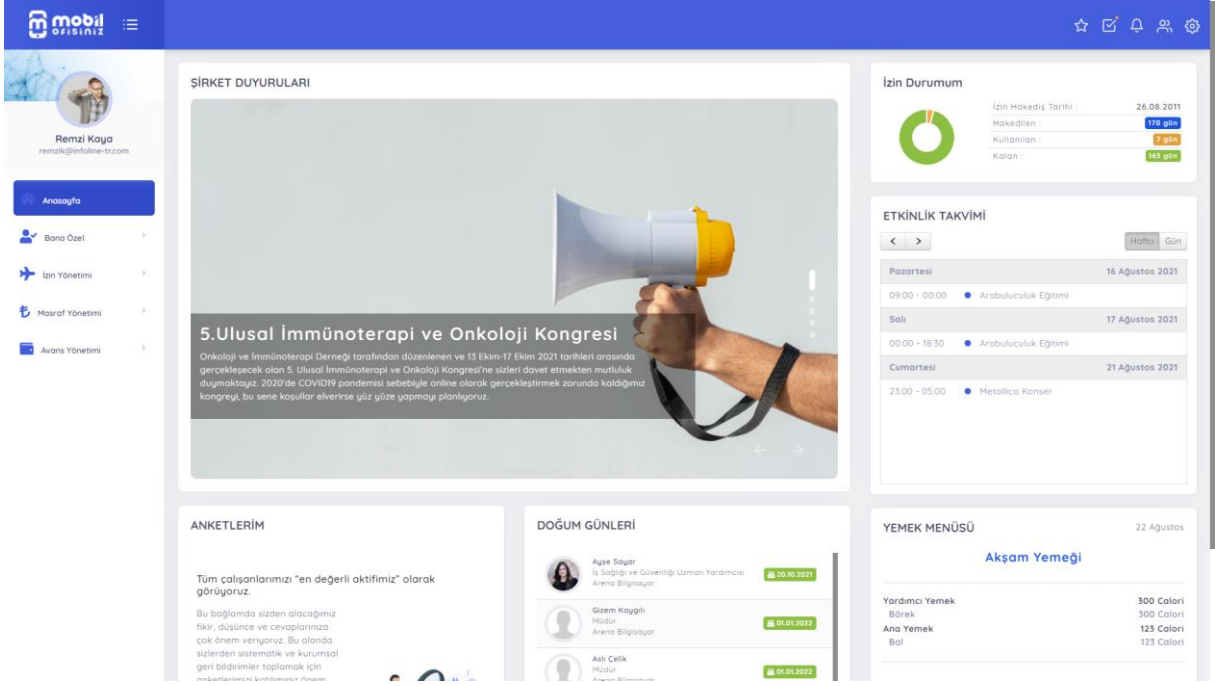 mobil
OFİSİNİZ
Remzi Kaya
remzik@infoline-tr.com
Anasayfa
Bana Özel
İzin Yönetimi
Masraf Yönetimi
Avans Yönetimi
ŞİRKET DUYURULARI
5.Ulusal İmmünoterapi ve Onkoloji Kongresi
Onkoloji ve İmmünoterapi Derneği tarafından düzenlenen ve 13 Ekim-17 Ekim 2021 tarihleri arasında
gerçekleşecek olan 5. Ulusal İmmünoterapi ve Onkoloji Kongresi'ne sizleri davet etmekten mutluluk
duymaktayız. 2020'de COVID19 pandemisi sebebiyle online olarak gerçekleştirmek zorunda kaldığımız
kongreyi, bu sene koşullar elverirse yüz yüze yapmayı planlıyoruz.
İzin Durumum
İzin Hakediş Tarihi : 26.08.2011
Hakedilen : 170 gün
Kullanılan : 7 gün
Kalan : 163 gün
ETKİNLİK TAKVİMİ
Hafta Gün
Pazartesi 16 Ağustos 2021
09:00 - 00:00 Arabuluculuk Eğitimi
Salı 17 Ağustos 2021
00:00 - 18:30 Arabuluculuk Eğitimi
Cumartesi 21 Ağustos 2021
23:00 - 05:00 Metallica Konser
ANKETLERİM
Tüm çalışanlarımızı "en değerli aktifimiz" olarak
görüyoruz.
Bu bağlamda sizden alacağımız
fikir, düşünce ve cevaplarınıza
çok önem veriyoruz. Bu alanda
sizlerden sistematik ve kurumsal
geri bildirimler toplamak için
anketlerimizi katılımınız önem
DOĞUM GÜNLERİ
Ayşe Sayar
İş Sağlığı ve Güvenliği Uzman Yardımcısı
Arena Bilgisayar
20.10.2021
Gizem Kaygılı
Müdür
Arena Bilgisayar
01.01.2022
Aslı Çelik
Müdür
Arena Bilgisayar
01.01.2022
YEMEK MENÜSÜ 22 Ağustos
Akşam Yemeği
Yardımcı Yemek 300 Calori
Börek 300 Calori
Ana Yemek 123 Calori
Bal 123 Calori